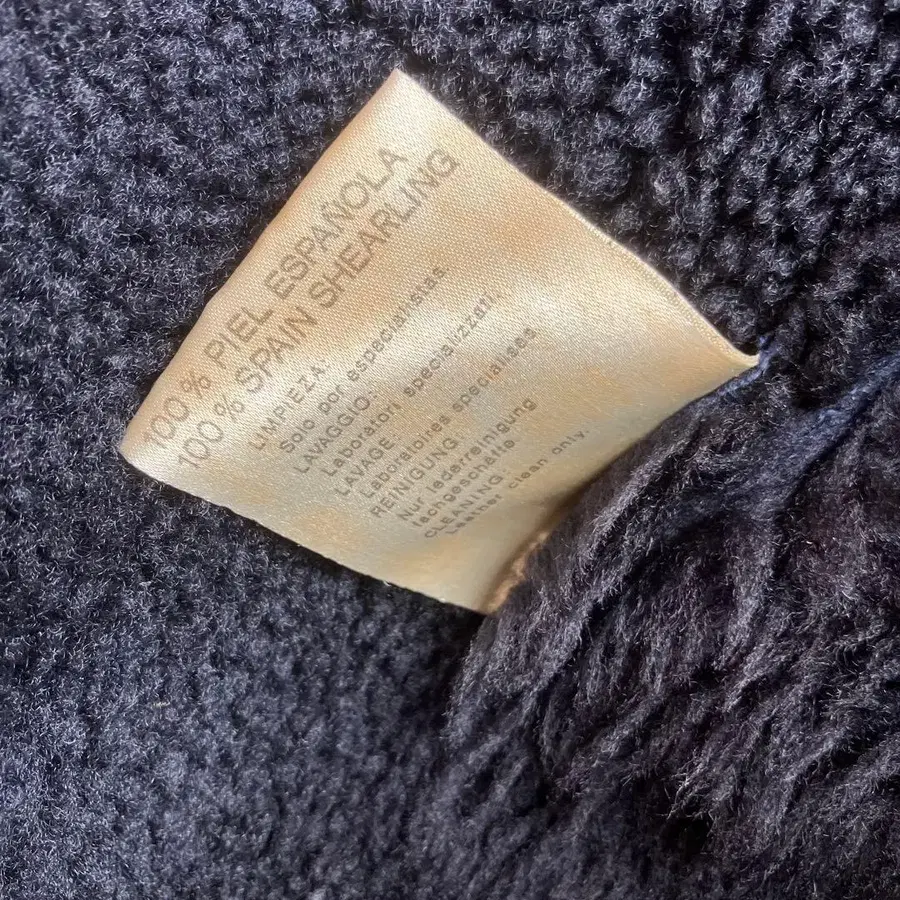 100% PIEL ESPAÑOLA
100% SPAIN SHEARLING
LIMPIEZA.
Solo por especialistas.
LAVAGGIO:
Laboratori specializzati.
LAVAGE.
Laboraloires specialises
REINIGUNG
Nur lederreinigung
fachgeschäfte.
CLEANING.
Leather clean only.